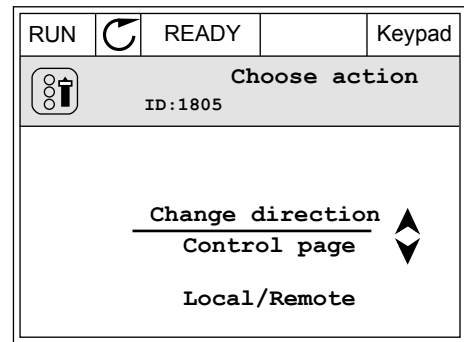 RUN READY Keypad
Choose action
ID:1805
Change direction
Control page
Local/Remote